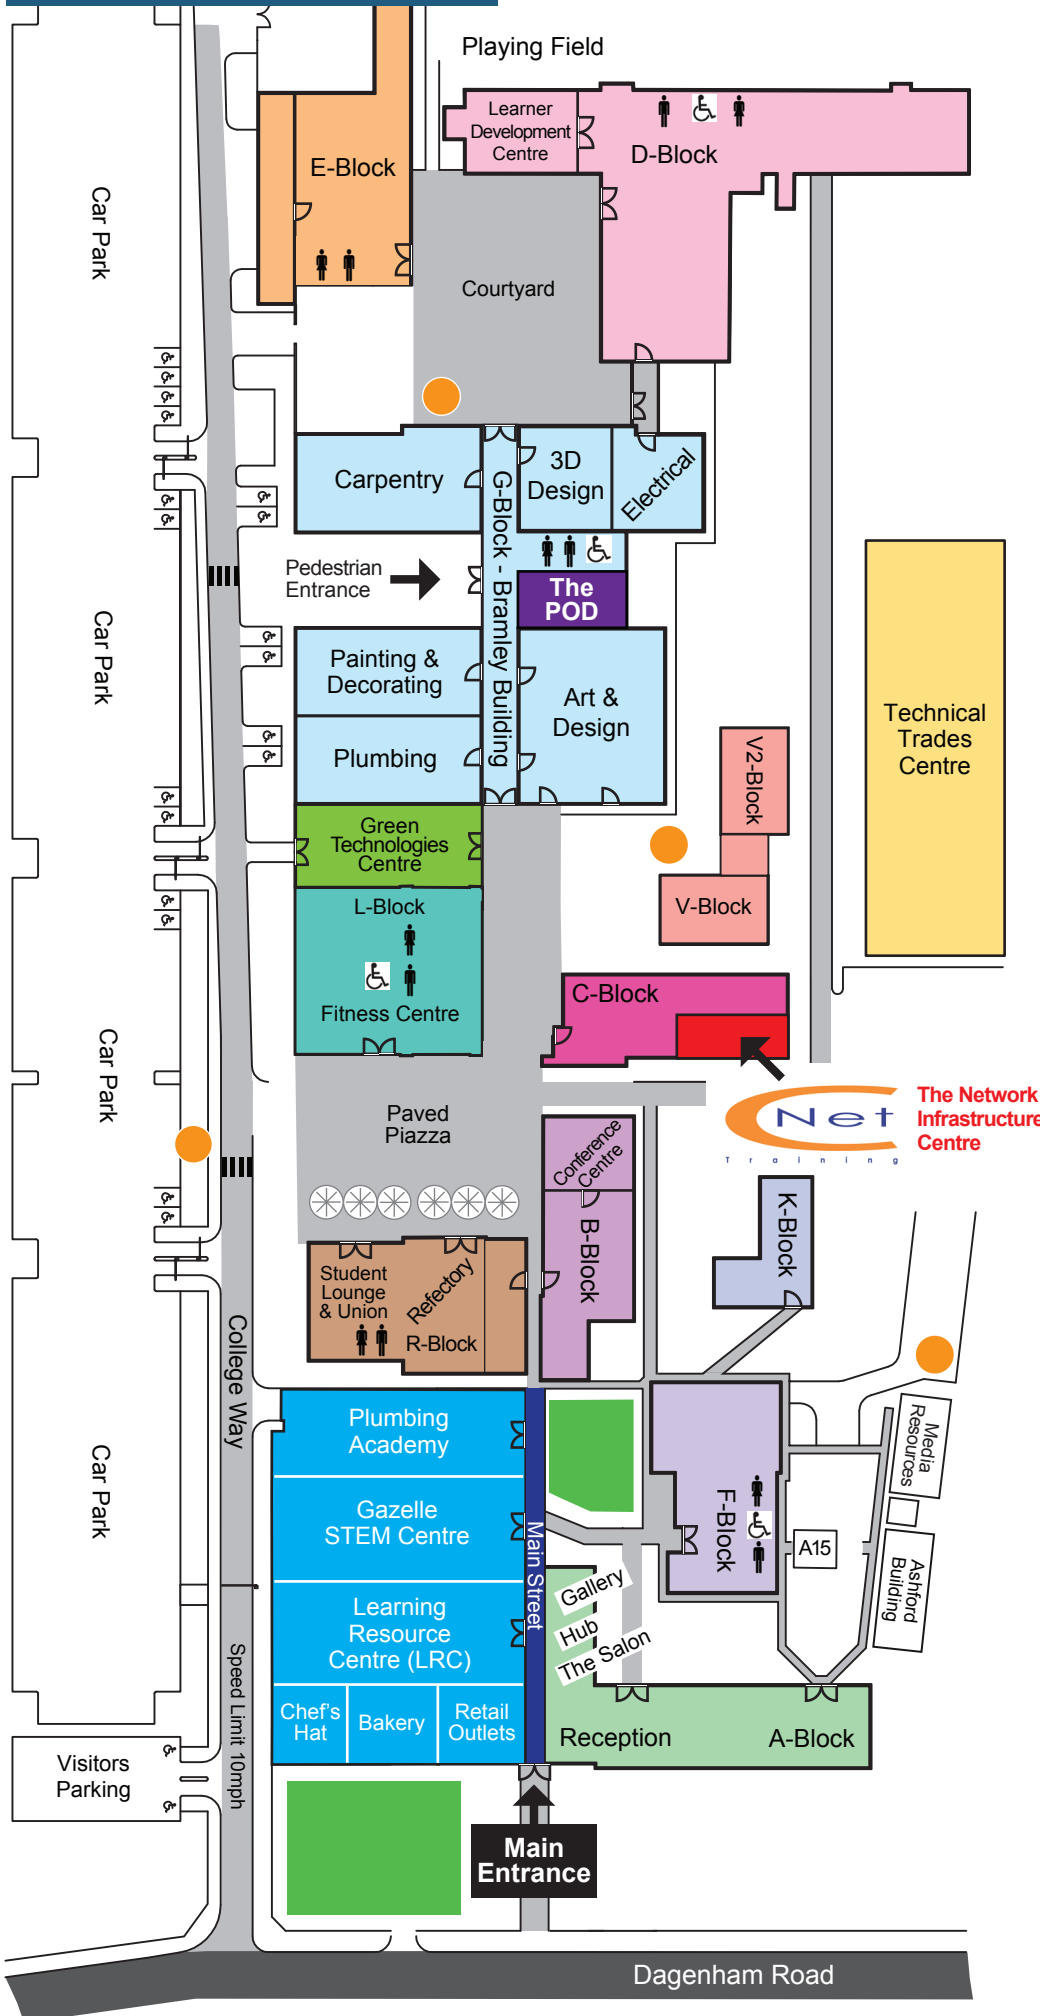 Playing Field
Learner
Development
Centre
D-Block
E-Block
Car Park
Courtyard
Carpentry
3D
Design
Electrical
G-Block - Bramley Building
Pedestrian
Entrance
The
POD
Car Park
Painting &
Decorating
Art &
Design
Plumbing
Technical
Trades
Centre
V2-Block
Green
Technologies
Centre
V-Block
L-Block
Fitness Centre
C-Block
Car Park
Paved
Piazza
Conference
Centre
Net
Training
The Network
Infrastructure
Centre
B-Block
K-Block
Student
Lounge
& Union
Refectory
R-Block
College Way
Plumbing
Academy
Media
Resources
Car Park
Gazelle
STEM Centre
Main Street
F-Block
A15
Ashford
Building
Gallery
Hub
The Salon
Learning
Resource
Centre (LRC)
Speed Limit 10mph
Chef's
Hat
Bakery
Retail
Outlets
Reception
A-Block
Visitors
Parking
Main
Entrance
Dagenham Road